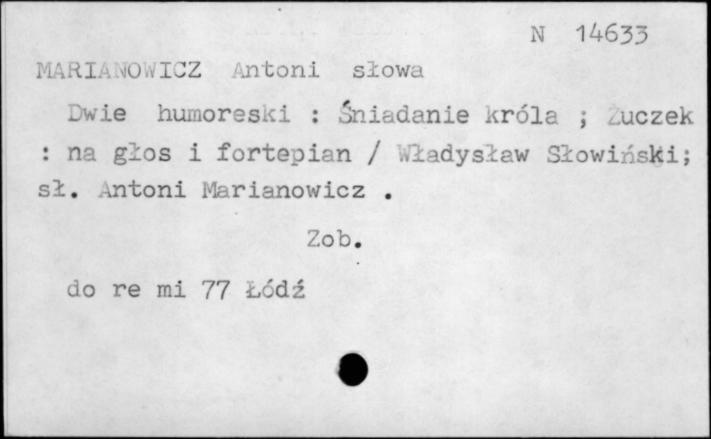 N 14633
MARIANOWICZ Antoni słowa
Dwie humoreski : Śniadanie króla ; Żuczek
: na głos i fortepian / Władysław Słowiński;
sł. Antoni Marianowicz .
Zob.
do re mi 77 Łódź